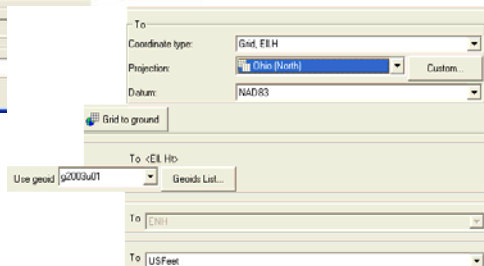 To
Coordinate type: Grid, Ell.H
Projection: Ohio (North) Custom...
Datum: NAD83
Grid to ground
To <Ell. Ht>
Use geoid g2003u01 Geoids List...
To ENH
To USFeet